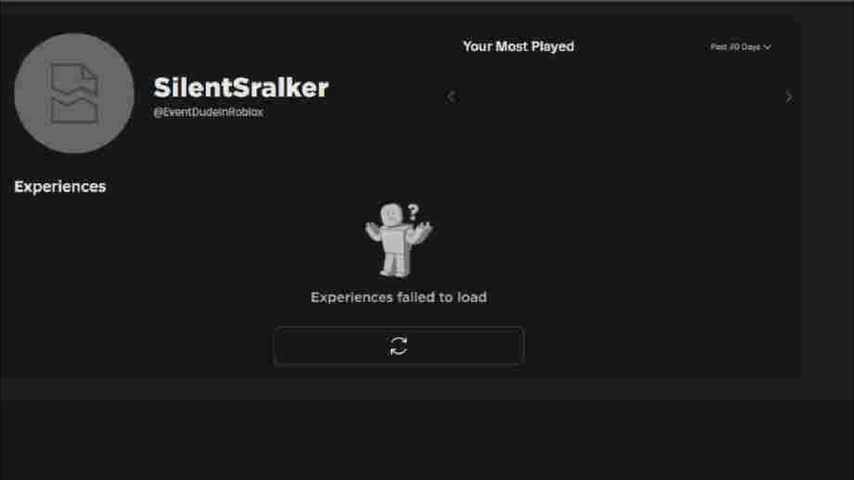 Your Most Played
Past 30 Days
SilentSralker
@EventDudeInRoblox
Experiences
?
Experiences failed to load